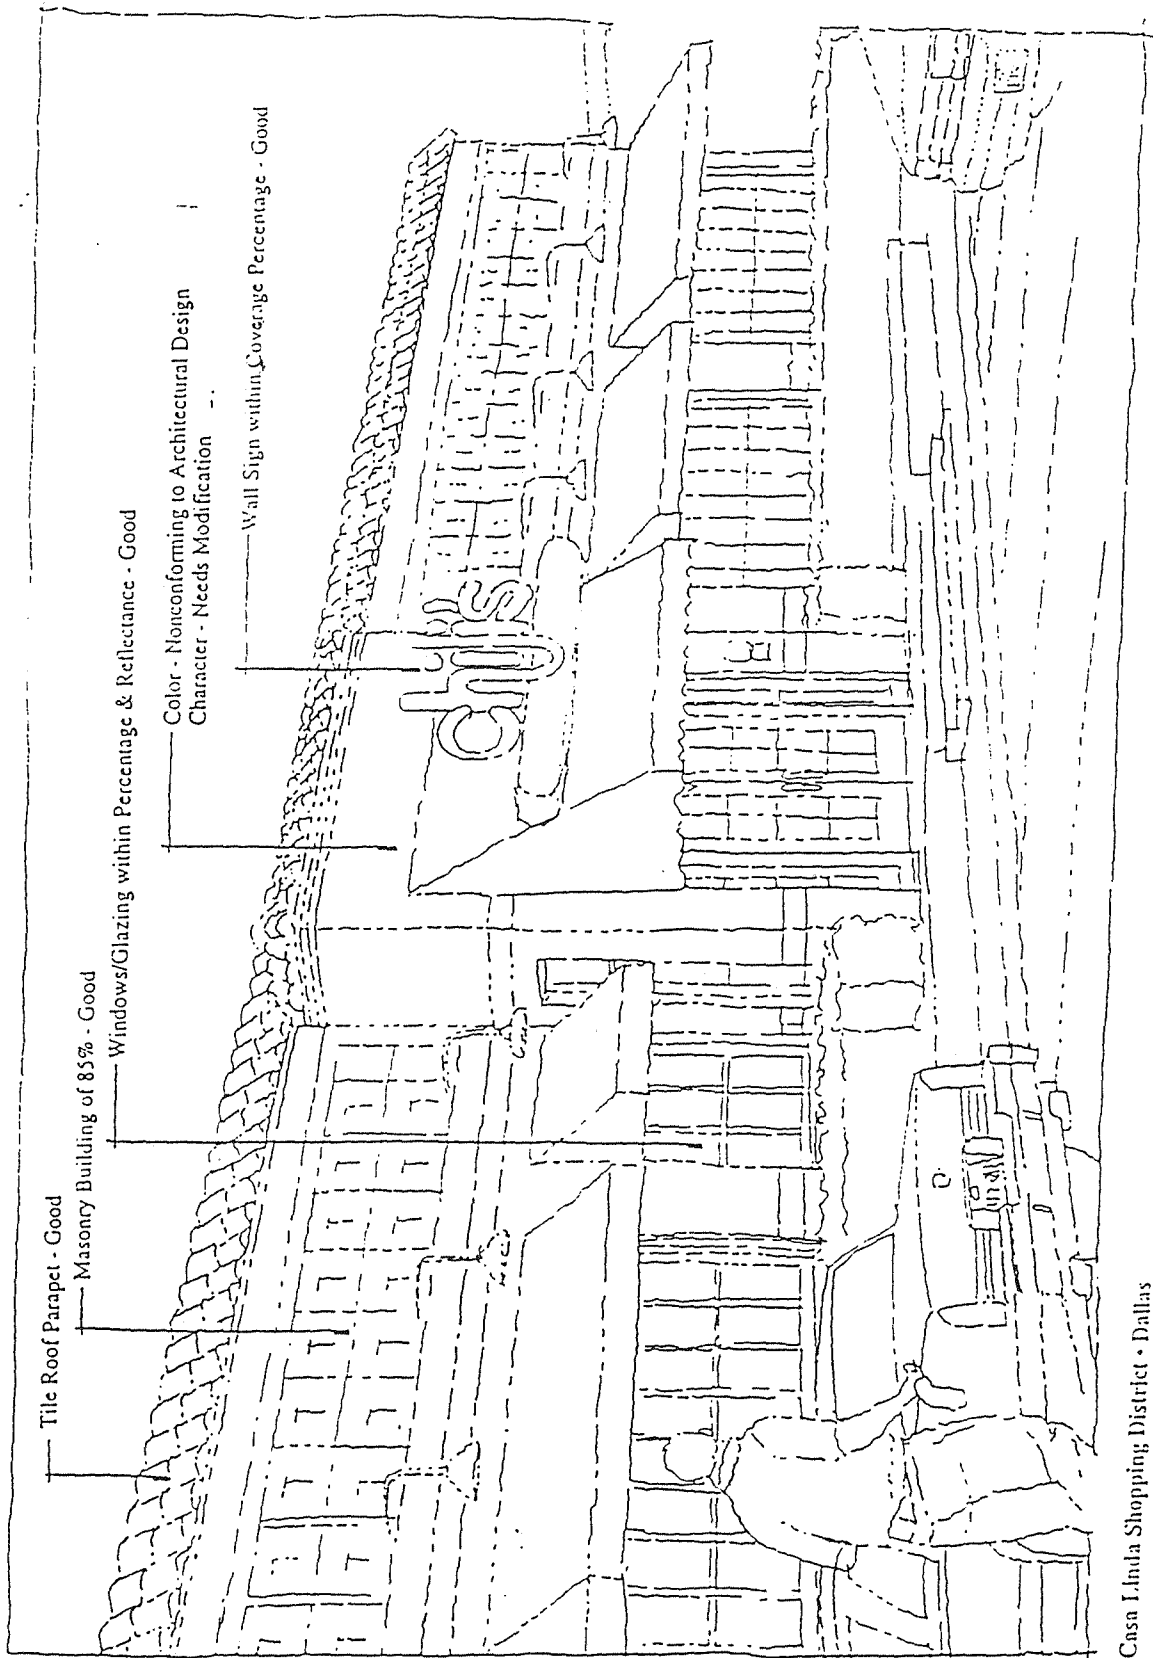 Tile Roof Parapet - Good
Masonry Building of 85% - Good
Windows/Glazing within Percentage & Reflectance - Good
Color - Nonconforming to Architectural Design
Character - Needs Modification
Wall Sign within Coverage Percentage - Good
chili's
Casa Linda Shopping District • Dallas